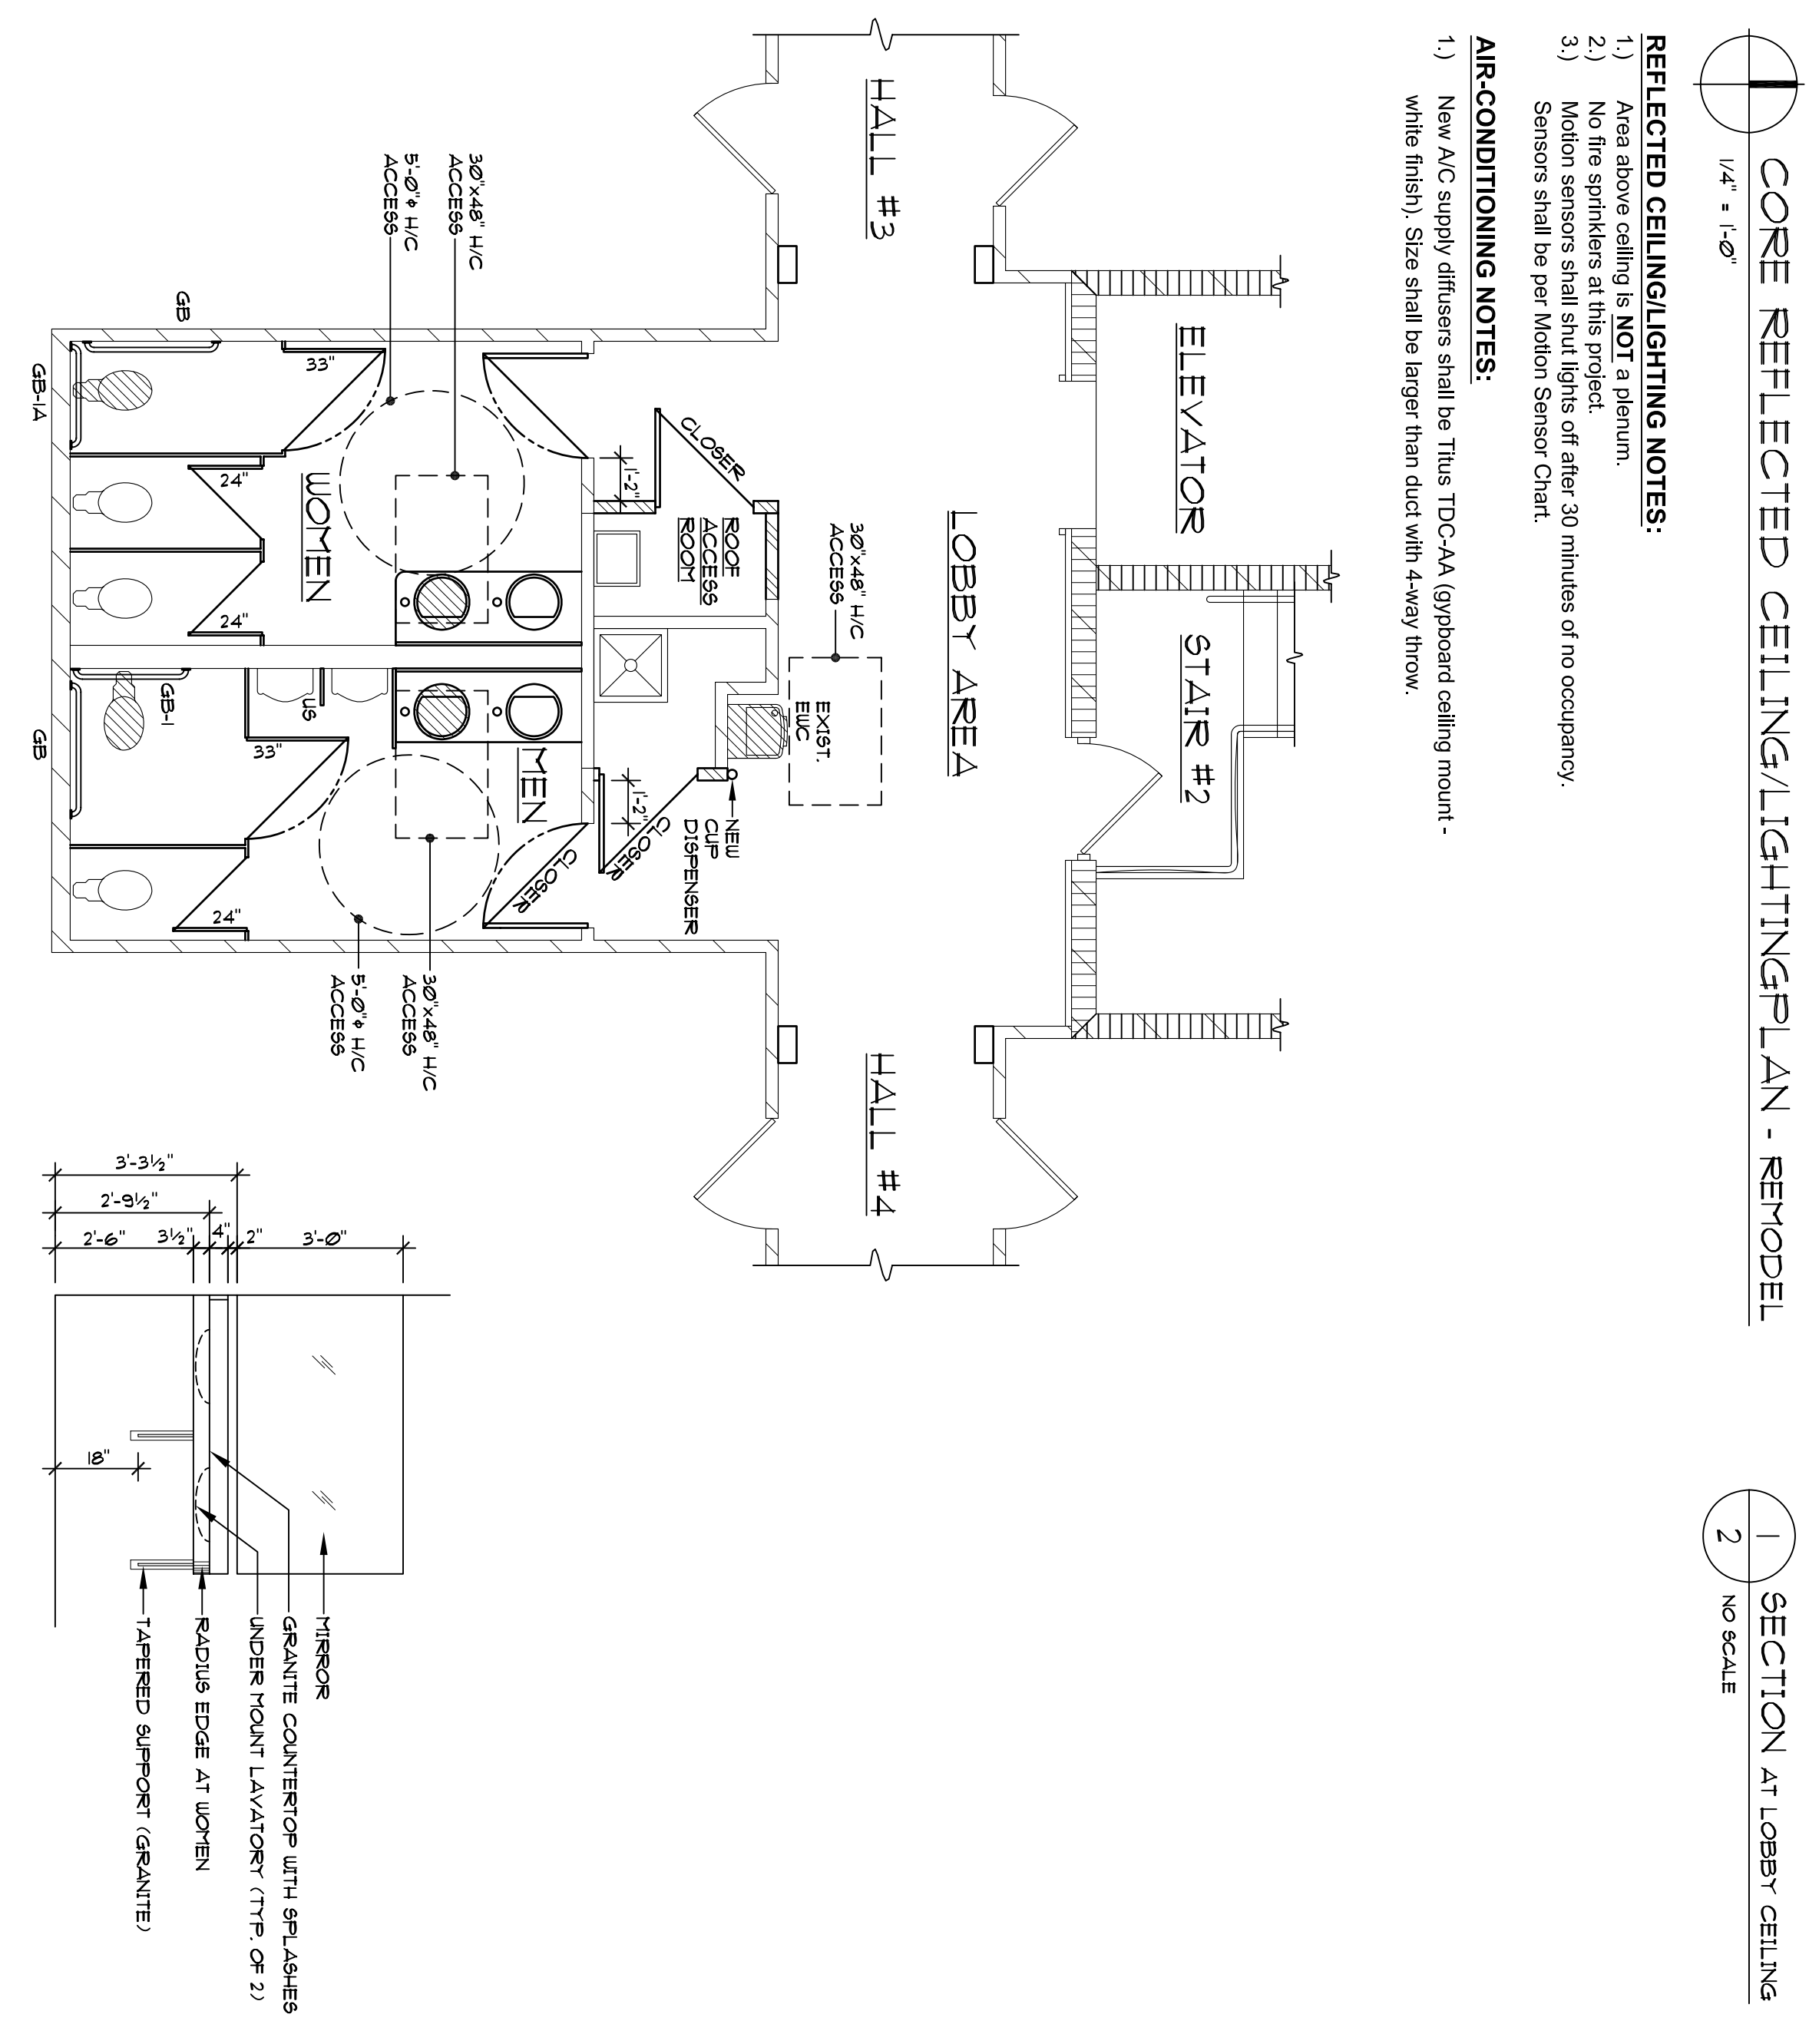 CORE REFLECTED CEILING/LIGHTINGPLAN - REMODEL
1/4" = 1'-0"
REFLECTED CEILING/LIGHTING NOTES:
1.) Area above ceiling is NOT a plenum.
2.) No fire sprinklers at this project.
3.) Motion sensors shall shut lights off after 30 minutes of no occupancy.
Sensors shall be per Motion Sensor Chart.
AIR-CONDITIONING NOTES:
1.) New A/C supply diffusers shall be Titus TDC-AA (gypboard ceiling mount -
white finish). Size shall be larger than duct with 4-way throw.
1
2
SECTION AT LOBBY CEILING
NO SCALE
ELEVATOR
STAIR #2
LOBBY AREA
HALL #3
HALL #4
30"x48" H/C
ACCESS
EXIST.
EWC
NEW
CUP
DISPENSER
ROOF
ACCESS
ROOM
CLOSER
1'-2"
1'-2"
CLOSER
CLOSER
MEN
WOMEN
30"x48" H/C
ACCESS
5'-0"φ H/C
ACCESS
30"x48" H/C
ACCESS
5'-0"φ H/C
ACCESS
33"
24"
24"
US
33"
24"
GB
GB-1A
GB-1
GB
3'-3½"
2'-9½"
2'-6"
3½"
4"
2"
3'-0"
18"
MIRROR
GRANITE COUNTERTOP WITH SPLASHES
UNDER MOUNT LAVATORY (TYP. OF 2)
RADIUS EDGE AT WOMEN
TAPERED SUPPORT (GRANITE)